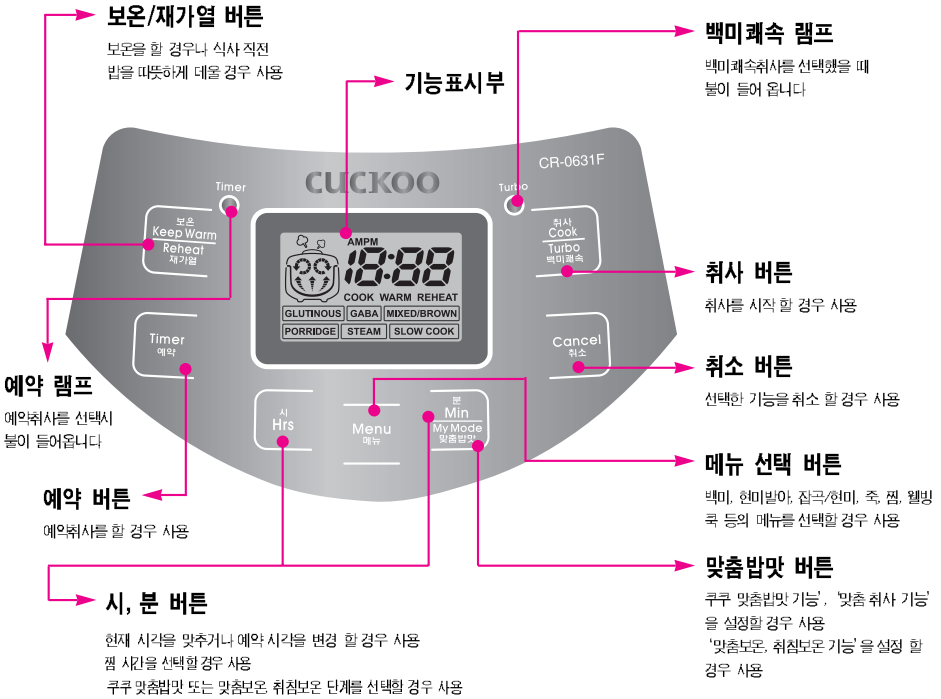 보온/재가열 버튼
보온을 할 경우나 식사 직전
밥을 따뜻하게 데울 경우 사용
백미쾌속 램프
백미쾌속취사를 선택했을 때
불이 들어 옵니다
기능표시부
CR-0631F
CUCKOO
Timer
Turbo
보온
Keep Warm
Reheat
재가열
취사
Cook
Turbo
백미쾌속
AMPM
18:88
COOK WARM REHEAT
GLUTINOUS GABA MIXED/BROWN
PORRIDGE STEAM SLOW COOK
취사 버튼
취사를 시작 할 경우 사용
Timer
예약
Cancel
취소
예약 램프
예약취사를 선택시
불이 들어옵니다
취소 버튼
선택한 기능을 취소 할 경우 사용
시
Hrs
Menu
메뉴
분
Min
My Mode
맞춤밥맛
메뉴 선택 버튼
백미, 현미발아, 잡곡/현미, 죽, 찜, 웰빙
쿡 등의 메뉴를 선택할 경우 사용
예약 버튼
예약취사를 할 경우 사용
맞춤밥맛 버튼
쿠쿠 맞춤밥맛 기능’, ‘맞춤 취사 기능’
을 설정할 경우 사용
‘맞춤보온, 취침보온 기능’을 설정 할
경우 사용
시, 분 버튼
현재 시각을 맞추거나 예약 시각을 변경 할 경우 사용
찜 시간을 선택할 경우 사용
쿠쿠 맞춤밥맛 또는 맞춤보온, 취침보온 단계를 선택할 경우 사용